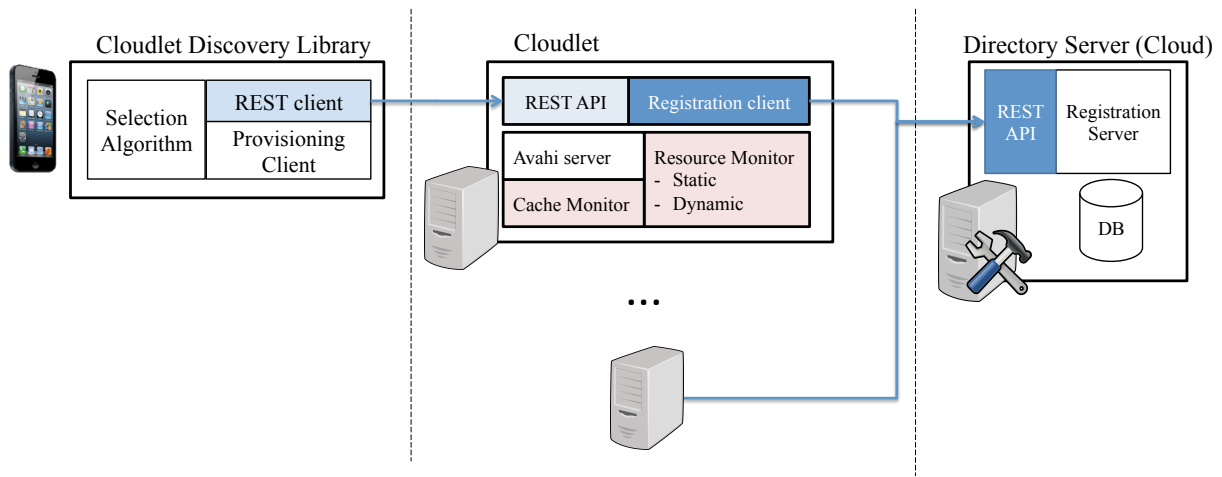 Cloudlet Discovery Library
Selection
Algorithm
REST client
Provisioning
Client
Cloudlet
REST API
Registration client
Avahi server
Cache Monitor
Resource Monitor
- Static
- Dynamic
...
Directory Server (Cloud)
REST
API
Registration
Server
DB